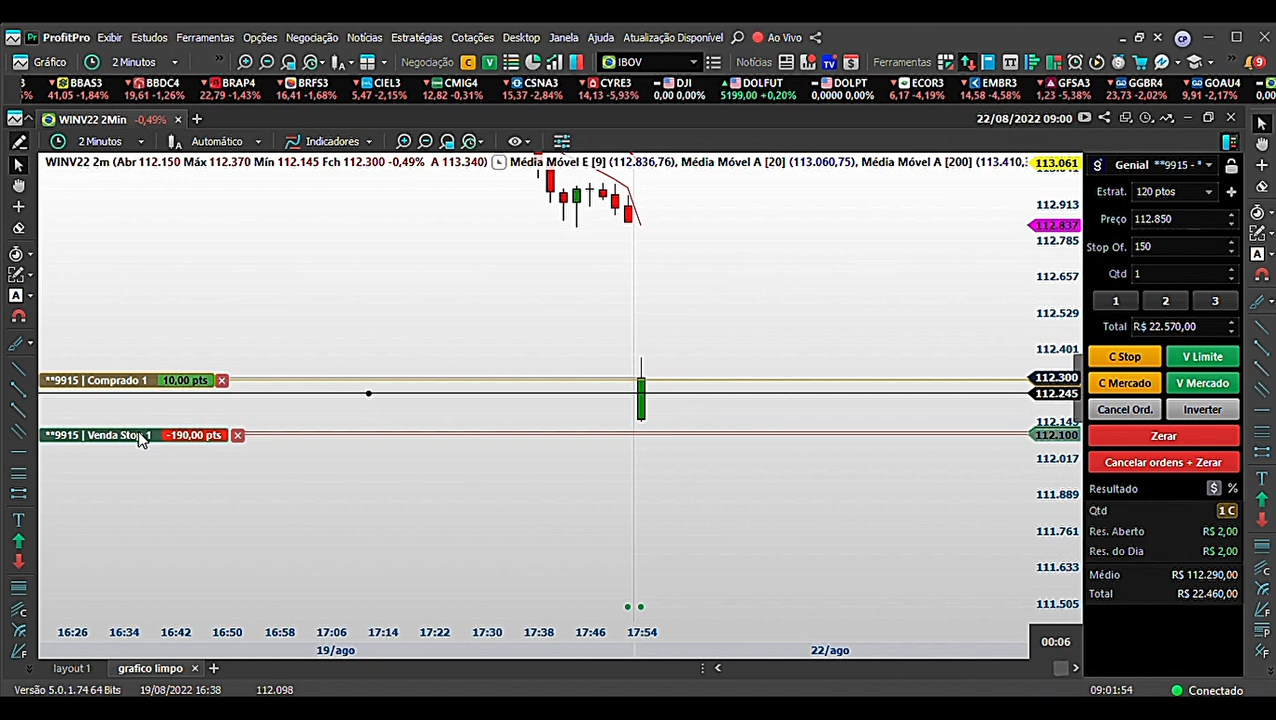 ProfitPro Exibir Estudos Ferramentas Opções Negociação Notícias Estratégias Cotações Desktop Janela Ajuda Atualização Disponível Ao Vivo CP
Gráfico 2 Minutos Negociação C V IBOV Notícias TV $ Ferramentas 9
BBAS3 BBDC4 BRAP4 BRFS3 CIEL3 CMIG4 CSNA3 CYRE3 DJI DOLFUT DOLPT ECOR3 EMBR3 GFSA3 GGBR4 GOAU4
41,05 -1,84% 19,61 -1,26% 22,79 -1,43% 16,41 -1,68% 5,47 -2,15% 12,82 -0,31% 15,37 -2,84% 14,13 -5,93% 0,00 0,00% 5199,00 +0,20% 0,0000 0,00% 6,17 -4,19% 14,58 -4,58% 1,23 -5,38% 23,73 -2,02% 9,91 -2,17%
WINV22 2Min -0,49% 22/08/2022 09:00
2 Minutos Automático Indicadores
WINV22 2m (Abr 112.150 Máx 112.370 Mín 112.145 Fch 112.300 -0,49% A 113.340) Média Móvel E [9] (112.836,76), Média Móvel A [20] (113.060,75), Média Móvel A [200] (113.410,
113.061
112.913
112.837
112.785
112.657
112.529
112.401
112.300
112.245
112.145
112.100
112.017
111.889
111.761
111.633
111.505
**9915 | Comprado 1 10,00 pts
**9915 | Venda Stop 1 -190,00 pts
16:26 16:34 16:42 16:50 16:58 17:06 17:14 17:22 17:30 17:38 17:46 17:54
19/ago 22/ago
00:06
Genial **9915 - *
Estrat. 120 ptos
Preço 112.850
Stop Of. 150
Qtd 1
1 2 3
Total R$ 22.570,00
C Stop V Limite
C Mercado V Mercado
Cancel Ord. Inverter
Zerar
Cancelar ordens + Zerar
Resultado $ %
Qtd 1 C
Res. Aberto R$ 2,00
Res. do Dia R$ 2,00
Médio R$ 112.290,00
Total R$ 22.460,00
layout 1 grafico limpo
Versão 5.0.1.74 64 Bits 19/08/2022 16:38 112.098 09:01:54 Conectado